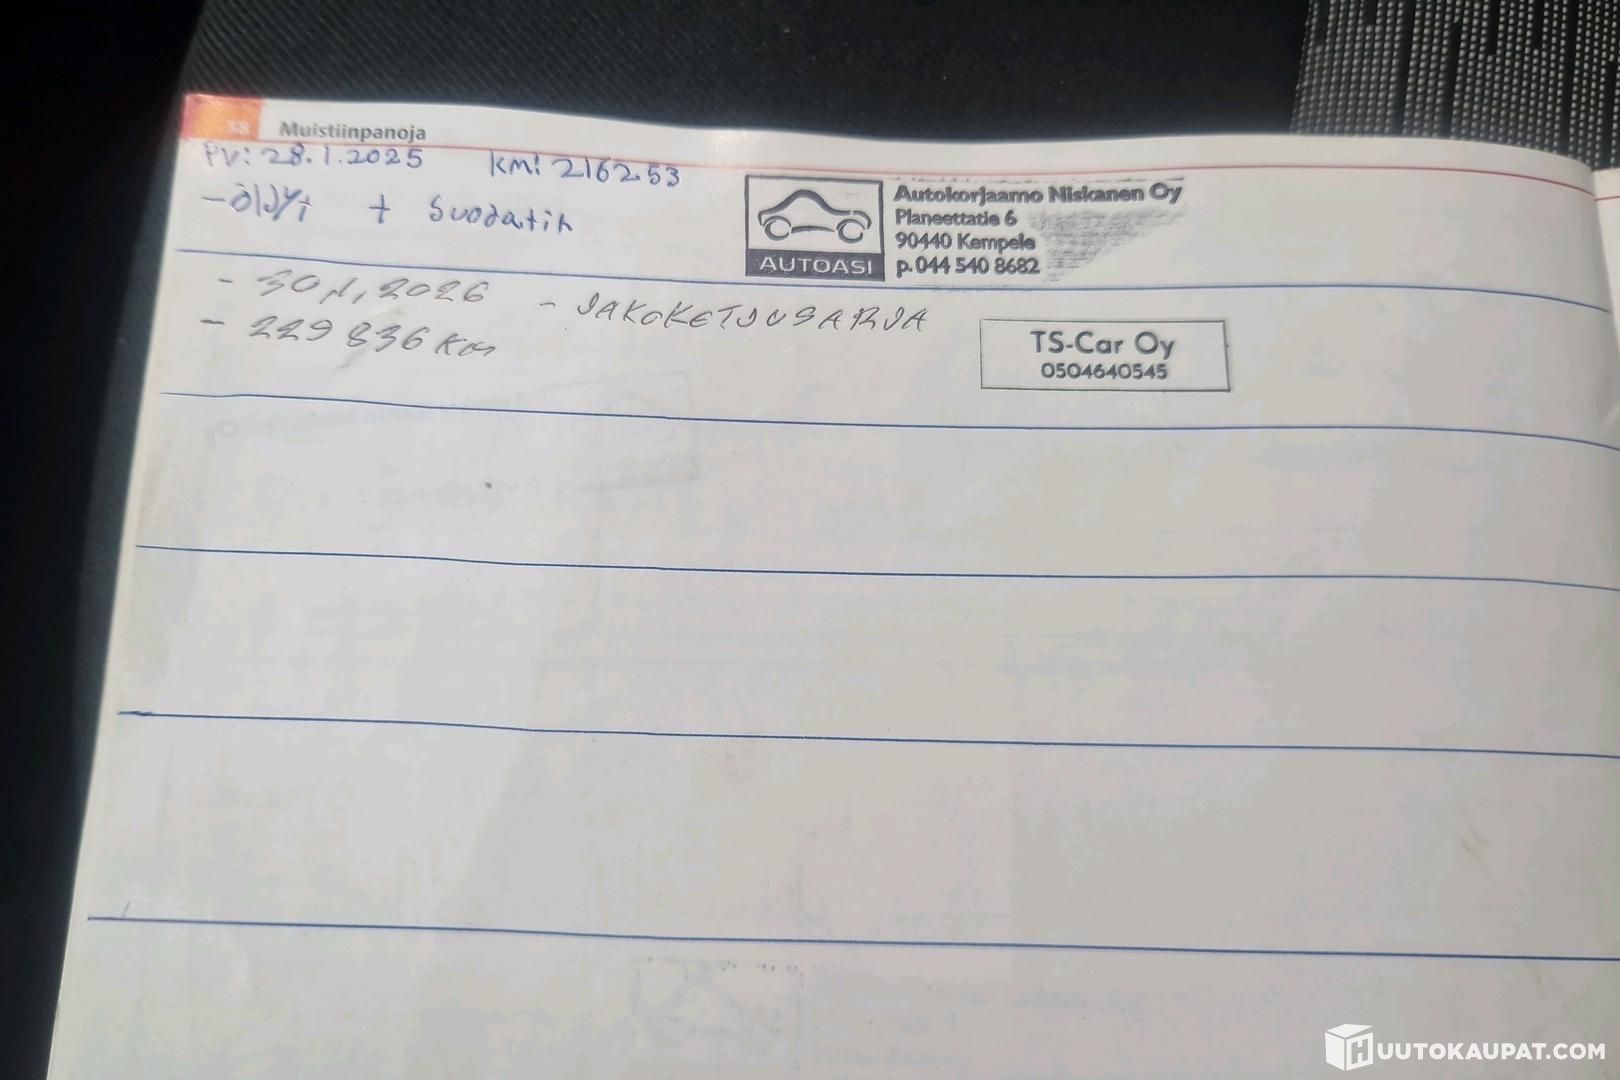 38 Muistiinpanoja
PV: 28.1.2025 KM: 216253
- öljyt + Suodatin
AUTOASI
Autokorjaamo Niskanen Oy
Planeettatie 6
90440 Kempele
p. 044 540 8682
- 30.1.2026 - JAKOKETJUSARJA
- 229 836 km
TS-Car Oy
0504640545
HUUTOKAUPAT.COM